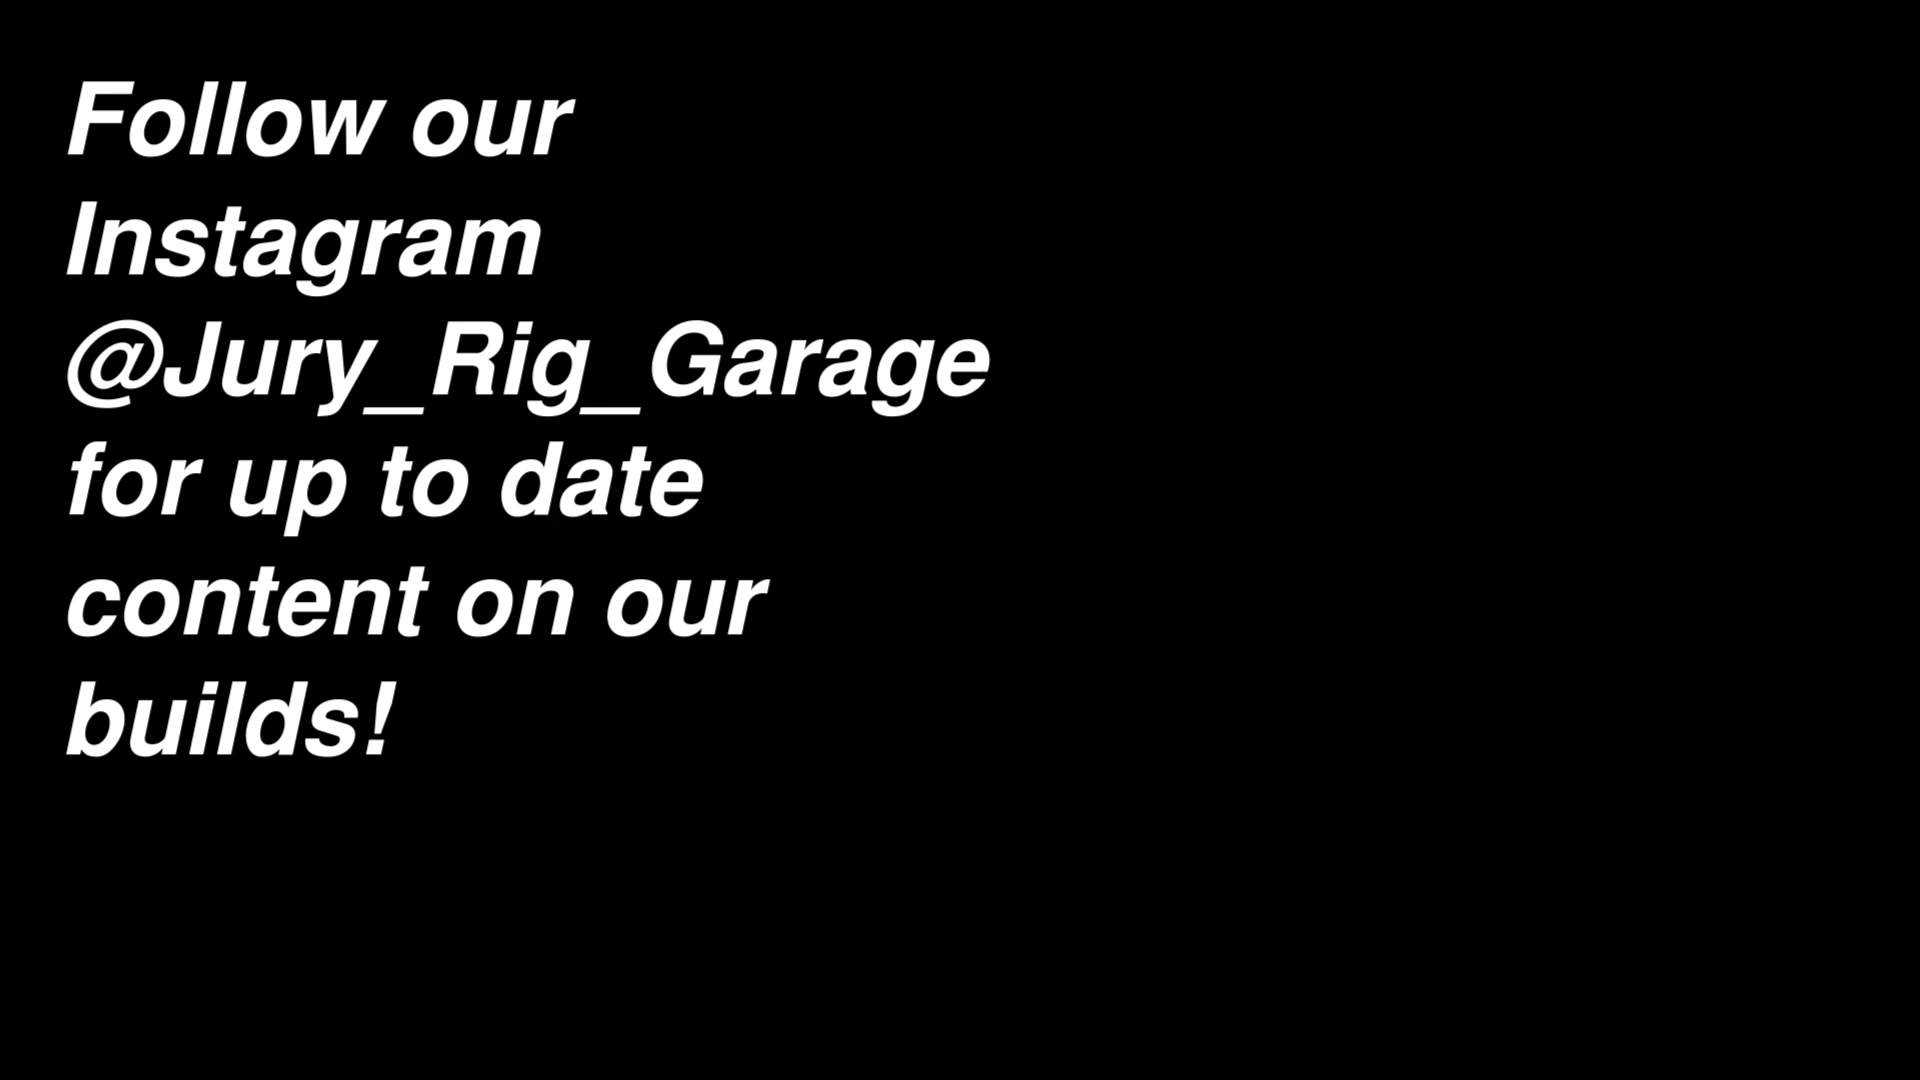 Follow our
Instagram
@Jury_Rig_Garage
for up to date
content on our
builds!